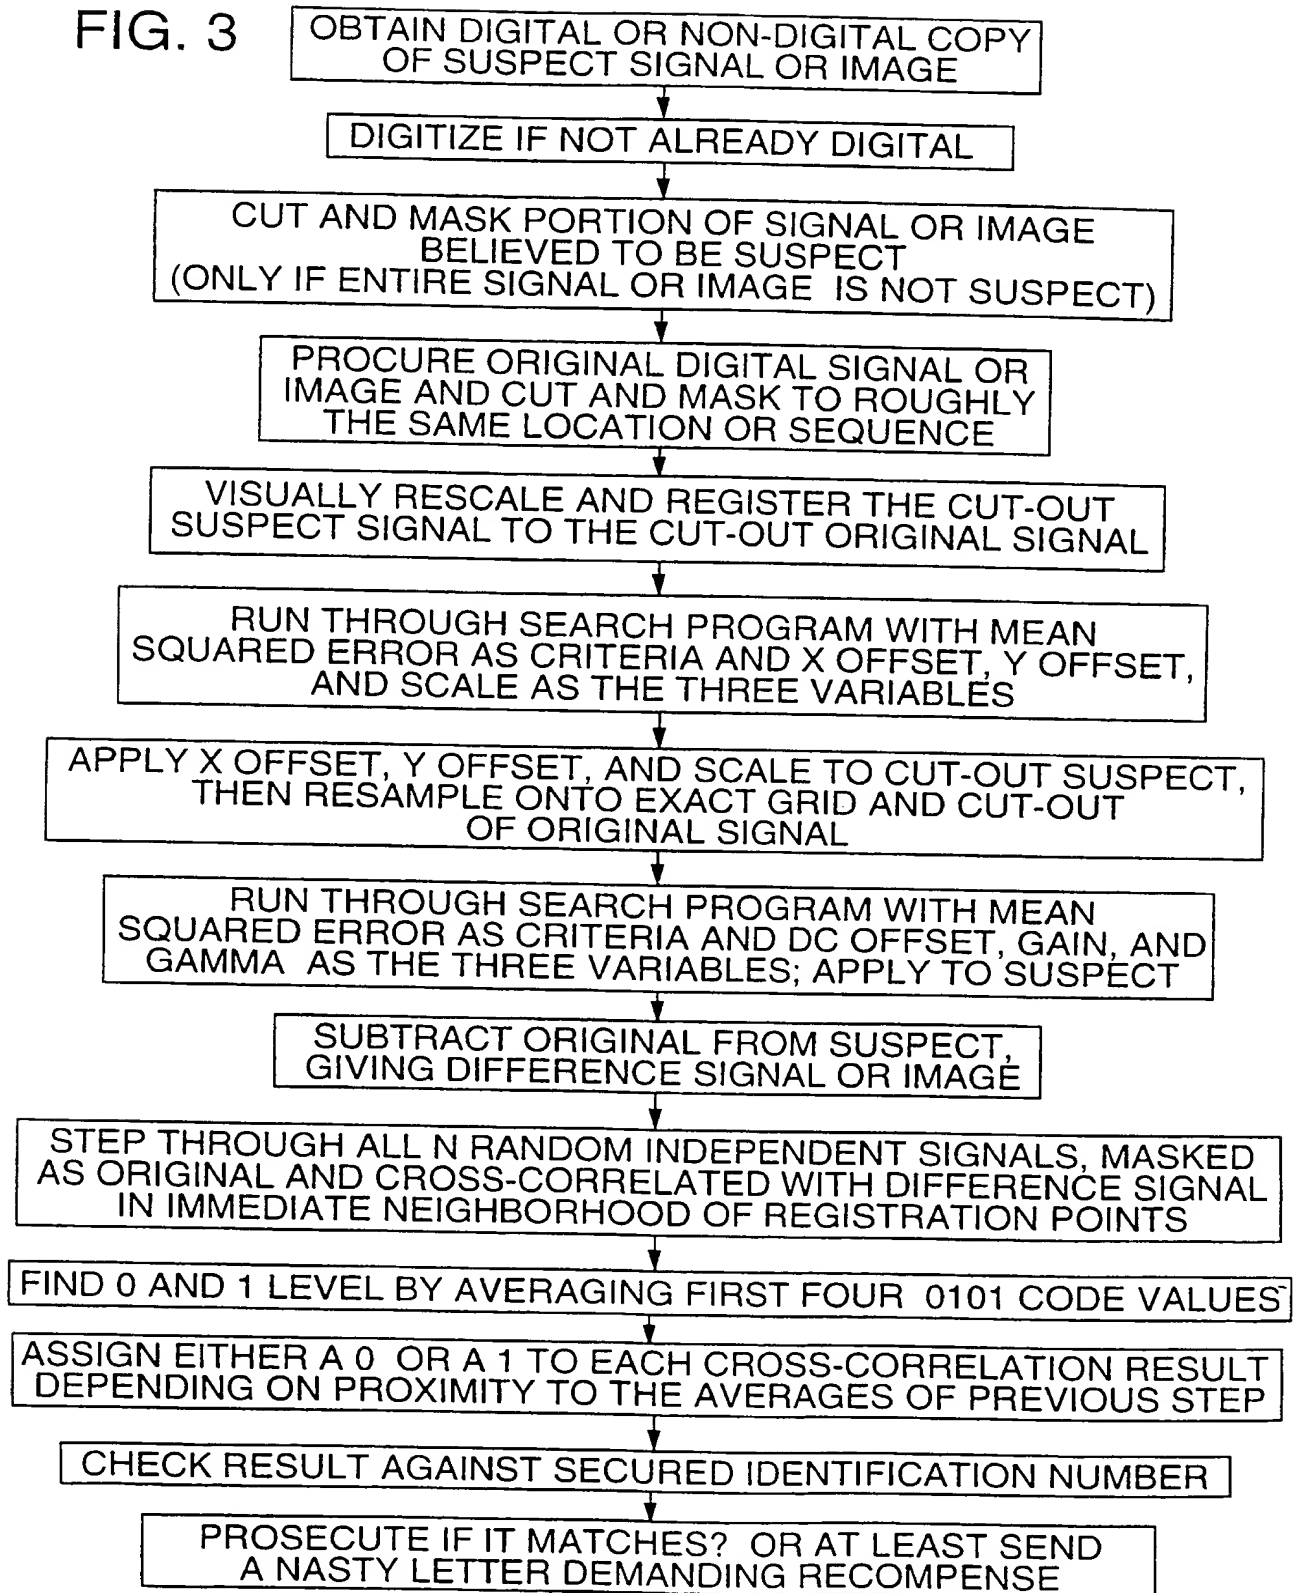 FIG. 3
OBTAIN DIGITAL OR NON-DIGITAL COPY
OF SUSPECT SIGNAL OR IMAGE
DIGITIZE IF NOT ALREADY DIGITAL
CUT AND MASK PORTION OF SIGNAL OR IMAGE
BELIEVED TO BE SUSPECT
(ONLY IF ENTIRE SIGNAL OR IMAGE IS NOT SUSPECT)
PROCURE ORIGINAL DIGITAL SIGNAL OR
IMAGE AND CUT AND MASK TO ROUGHLY
THE SAME LOCATION OR SEQUENCE
VISUALLY RESCALE AND REGISTER THE CUT-OUT
SUSPECT SIGNAL TO THE CUT-OUT ORIGINAL SIGNAL
RUN THROUGH SEARCH PROGRAM WITH MEAN
SQUARED ERROR AS CRITERIA AND X OFFSET, Y OFFSET,
AND SCALE AS THE THREE VARIABLES
APPLY X OFFSET, Y OFFSET, AND SCALE TO CUT-OUT SUSPECT,
THEN RESAMPLE ONTO EXACT GRID AND CUT-OUT
OF ORIGINAL SIGNAL
RUN THROUGH SEARCH PROGRAM WITH MEAN
SQUARED ERROR AS CRITERIA AND DC OFFSET, GAIN, AND
GAMMA AS THE THREE VARIABLES; APPLY TO SUSPECT
SUBTRACT ORIGINAL FROM SUSPECT,
GIVING DIFFERENCE SIGNAL OR IMAGE
STEP THROUGH ALL N RANDOM INDEPENDENT SIGNALS, MASKED
AS ORIGINAL AND CROSS-CORRELATED WITH DIFFERENCE SIGNAL
IN IMMEDIATE NEIGHBORHOOD OF REGISTRATION POINTS
FIND 0 AND 1 LEVEL BY AVERAGING FIRST FOUR 0101 CODE VALUES
ASSIGN EITHER A 0 OR A 1 TO EACH CROSS-CORRELATION RESULT
DEPENDING ON PROXIMITY TO THE AVERAGES OF PREVIOUS STEP
CHECK RESULT AGAINST SECURED IDENTIFICATION NUMBER
PROSECUTE IF IT MATCHES? OR AT LEAST SEND
A NASTY LETTER DEMANDING RECOMPENSE